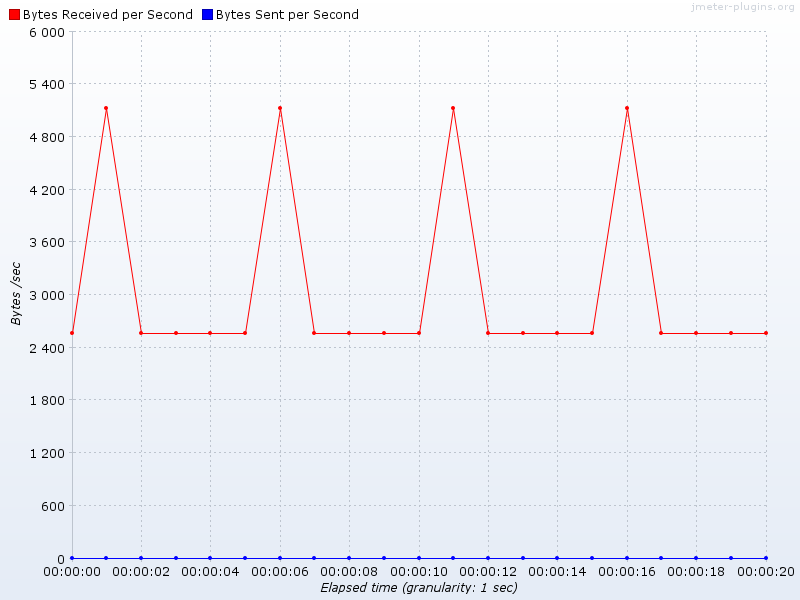 jmeter-plugins.org
Bytes Received per Second Bytes Sent per Second
6 000
5 400
4 800
4 200
3 600
3 000
2 400
1 800
1 200
600
0
Bytes /sec
00:00:00 00:00:02 00:00:04 00:00:06 00:00:08 00:00:10 00:00:12 00:00:14 00:00:16 00:00:18 00:00:20
Elapsed time (granularity: 1 sec)